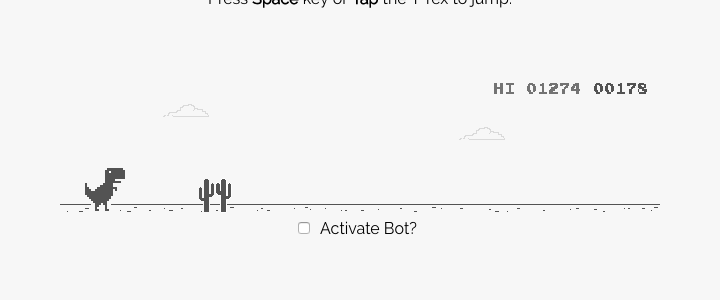 Press Space key or Tap the T-rex to jump.
HI 01274 00178
Activate Bot?